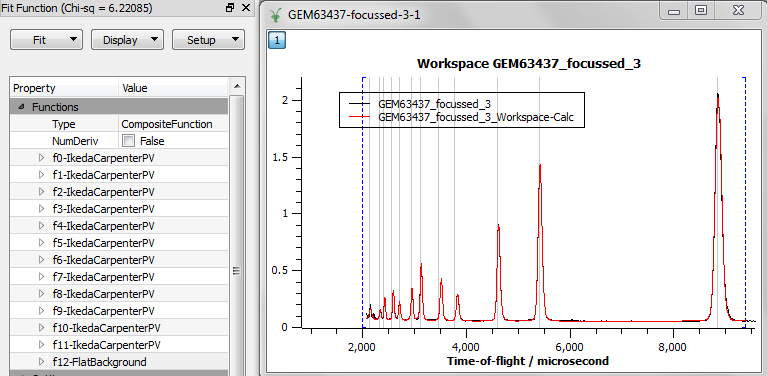 Fit Function (Chi-sq = 6.22085)
Fit
Display
Setup
Property Value
Functions
Type CompositeFunction
NumDeriv False
f0-IkedaCarpenterPV
f1-IkedaCarpenterPV
f2-IkedaCarpenterPV
f3-IkedaCarpenterPV
f4-IkedaCarpenterPV
f5-IkedaCarpenterPV
f6-IkedaCarpenterPV
f7-IkedaCarpenterPV
f8-IkedaCarpenterPV
f9-IkedaCarpenterPV
f10-IkedaCarpenterPV
f11-IkedaCarpenterPV
f12-FlatBackground
GEM63437-focussed-3-1
1
Workspace GEM63437_focussed_3
GEM63437_focussed_3
GEM63437_focussed_3_Workspace-Calc
2
1.5
1
0.5
0
2,000 4,000 6,000 8,000
Time-of-flight / microsecond